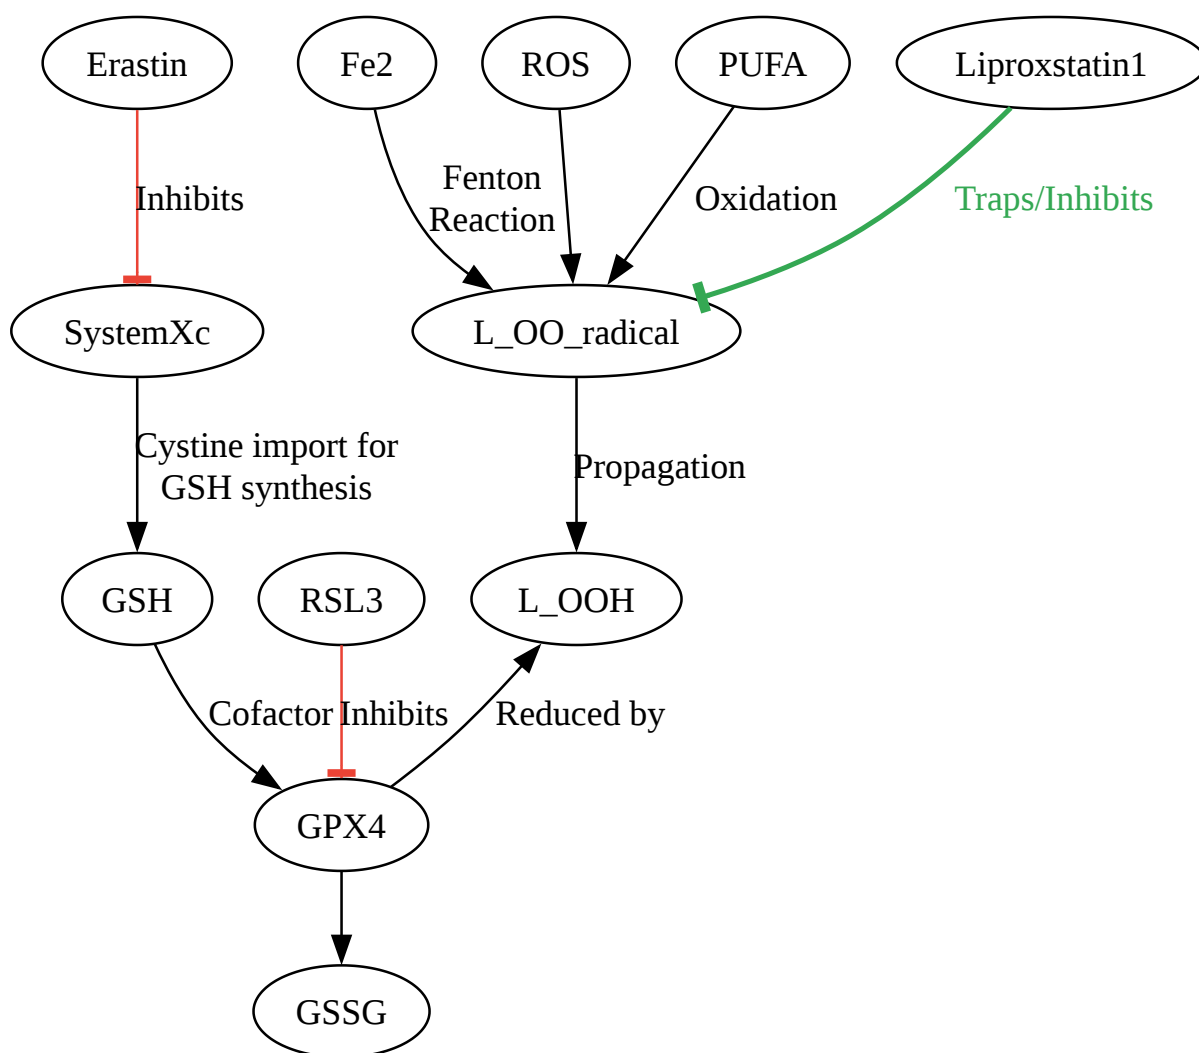 Erastin
Fe2
ROS
PUFA
Liproxstatin1
Inhibits
Fenton
Reaction
Oxidation
Traps/Inhibits
SystemXc
L_OO_radical
Cystine import for
GSH synthesis
Propagation
GSH
RSL3
L_OOH
Cofactor
Inhibits
Reduced by
GPX4
GSSG